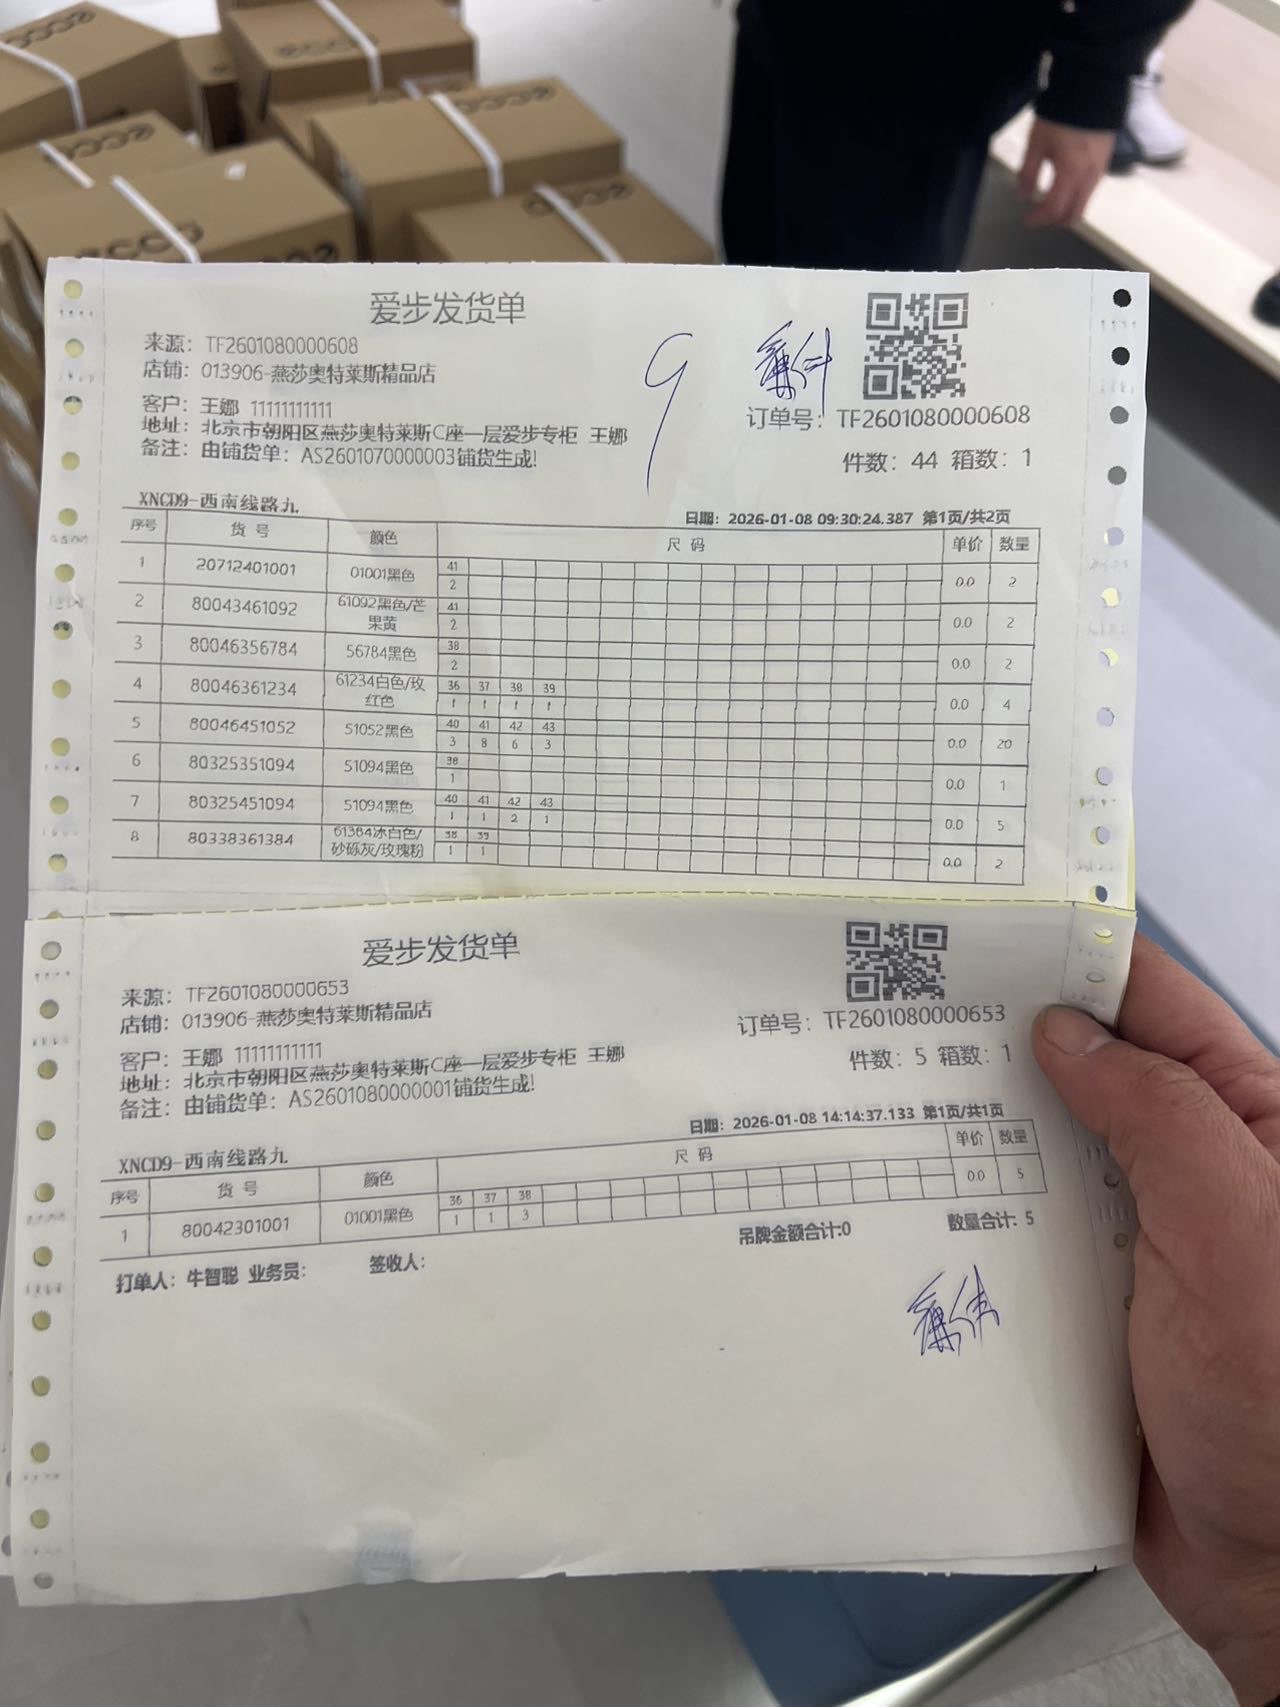 ecco
ecco
ecco
ecco
ecco
爱步发货单
来源：TF2601080000608
店铺：013906-燕莎奥特莱斯精品店
9
订单号：TF2601080000608
客户：王娜 11111111111
地址：北京市朝阳区燕莎奥特莱斯C座一层爱步专柜 王娜
备注：由铺货单：AS2601070000003铺货生成!
件数：44 箱数：1
XNCD9-西南线路九
日期：2026-01-08 09:30:24.387 第1页/共2页
序号 货号 颜色 尺码 单价 数量
1 20712401001 01001黑色 41 0.0 2
2
2 80043461092 61092黑色/芒果黄 41 0.0 2
2
3 80046356784 56784黑色 38 0.0 2
2
4 80046361234 61234白色/玫红色 36 37 38 39 0.0 4
1 1 1 1
5 80046451052 51052黑色 40 41 42 43 0.0 20
3 8 6 3
6 80325351094 51094黑色 38 0.0 1
1
7 80325451094 51094黑色 40 41 42 43 0.0 5
1 1 2 1
8 80338361384 61384冰白色/砂砾灰/玫瑰粉 38 39 0.0 2
1 1
爱步发货单
来源：TF2601080000653
店铺：013906-燕莎奥特莱斯精品店
订单号：TF2601080000653
客户：王娜 11111111111
地址：北京市朝阳区燕莎奥特莱斯C座一层爱步专柜 王娜
备注：由铺货单：AS2601080000001铺货生成!
件数：5 箱数：1
XNCD9-西南线路九
日期：2026-01-08 14:14:37.133 第1页/共1页
序号 货号 颜色 尺码 单价 数量
1 80042301001 01001黑色 36 37 38 0.0 5
1 1 3
吊牌金额合计:0 数量合计: 5
打单人：牛智聪 业务员： 签收人：